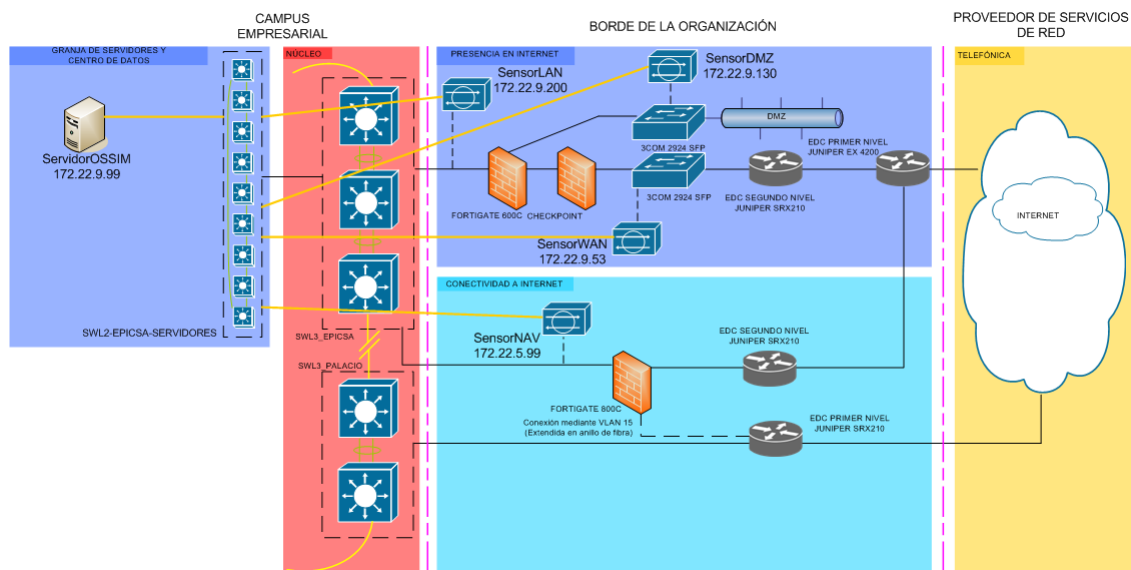 CAMPUS
EMPRESARIAL
BORDE DE LA ORGANIZACIÓN
PROVEEDOR DE SERVICIOS
DE RED
GRANJA DE SERVIDORES Y
CENTRO DE DATOS
NÚCLEO
PRESENCIA EN INTERNET
TELEFÓNICA
SensorLAN
172.22.9.200
SensorDMZ
172.22.9.130
DMZ
3COM 2924 SFP
EDC PRIMER NIVEL
JUNIPER EX 4200
ServidorOSSIM
172.22.9.99
FORTIGATE 600C
CHECKPOINT
3COM 2924 SFP
EDC SEGUNDO NIVEL
JUNIPER SRX210
INTERNET
SensorWAN
172.22.9.53
CONECTIVIDAD A INTERNET
SWL2-EPICSA-SERVIDORES
SWL3_EPICSA
SensorNAV
172.22.5.99
EDC SEGUNDO NIVEL
JUNIPER SRX210
SWL3_PALACIO
FORTIGATE 800C
Conexión mediante VLAN 15
(Extendida en anillo de fibra)
EDC PRIMER NIVEL
JUNIPER SRX210